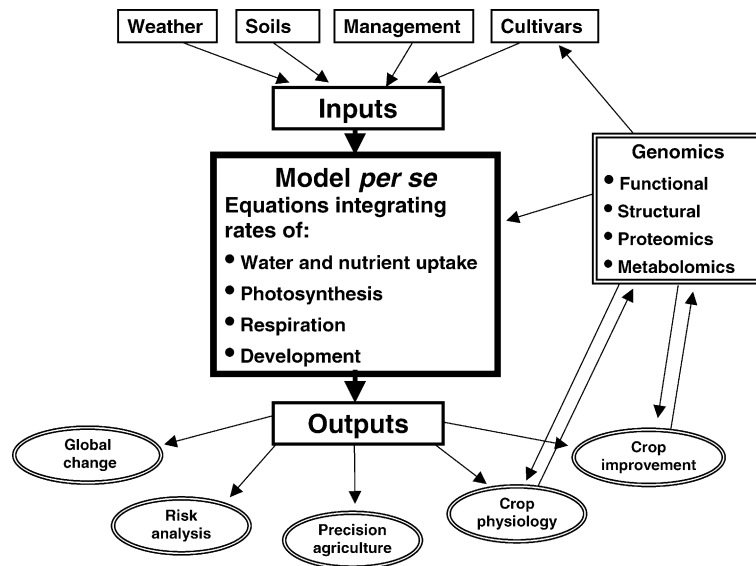 Weather
Soils
Management
Cultivars
Inputs
Genomics
• Functional
• Structural
• Proteomics
• Metabolomics
Model per se
Equations integrating
rates of:
• Water and nutrient uptake
• Photosynthesis
• Respiration
• Development
Outputs
Global
change
Risk
analysis
Precision
agriculture
Crop
physiology
Crop
improvement